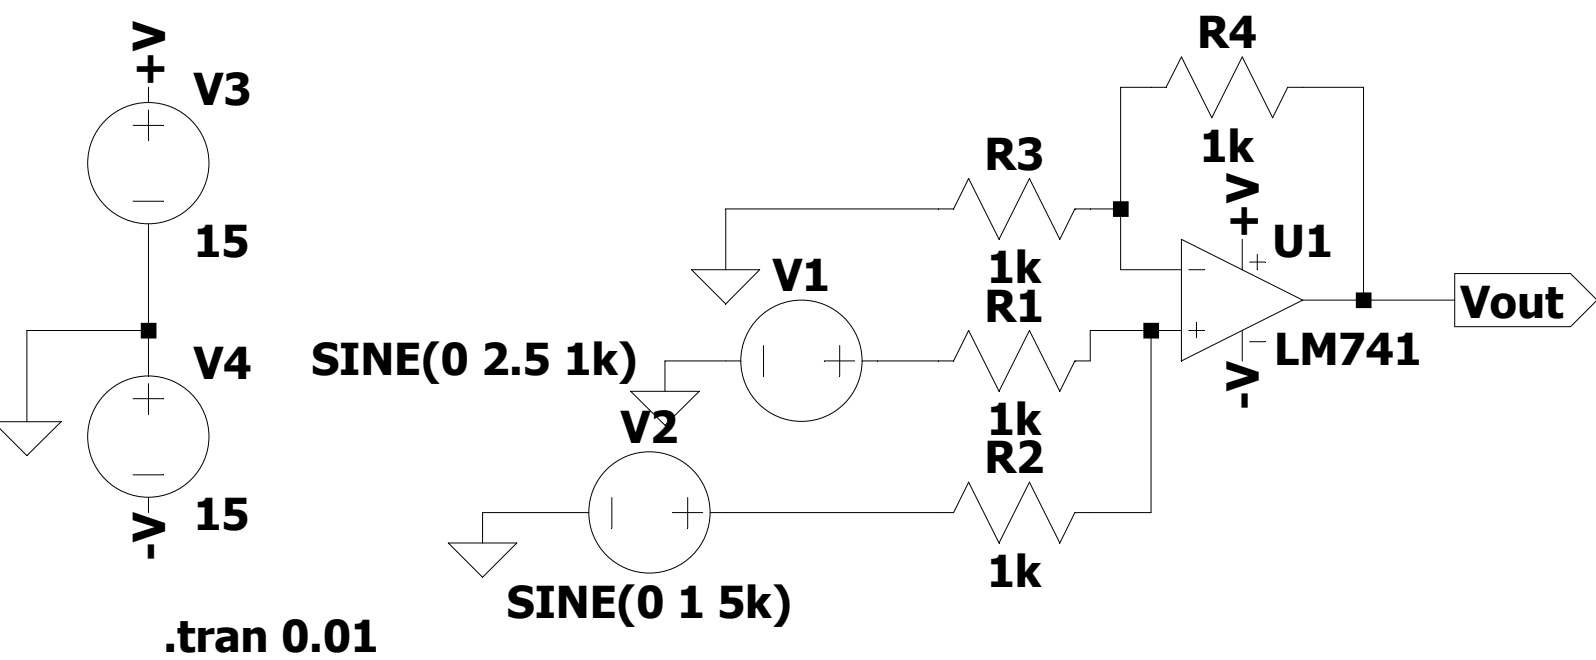 +V
V3
15
V4
15
-V
.tran 0.01
R4
1k
R3
1k
V1
SINE(0 2.5 1k)
R1
1k
V2
SINE(0 1 5k)
R2
1k
+V
U1
LM741
-V
Vout